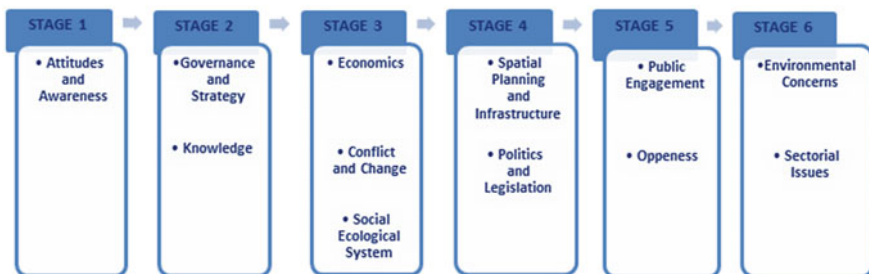 STAGE 1
• Attitudes
and
Awareness
STAGE 2
•Governance
and
Strategy
• Knowledge
STAGE 3
• Economics
• Conflict
and Change
• Social
Ecological
System
STAGE 4
• Spatial
Planning
and
Infrastructure
• Politics
and
Legislation
STAGE 5
• Public
Engagement
• Oppeness
STAGE 6
•Environmental
Concerns
• Sectorial
Issues